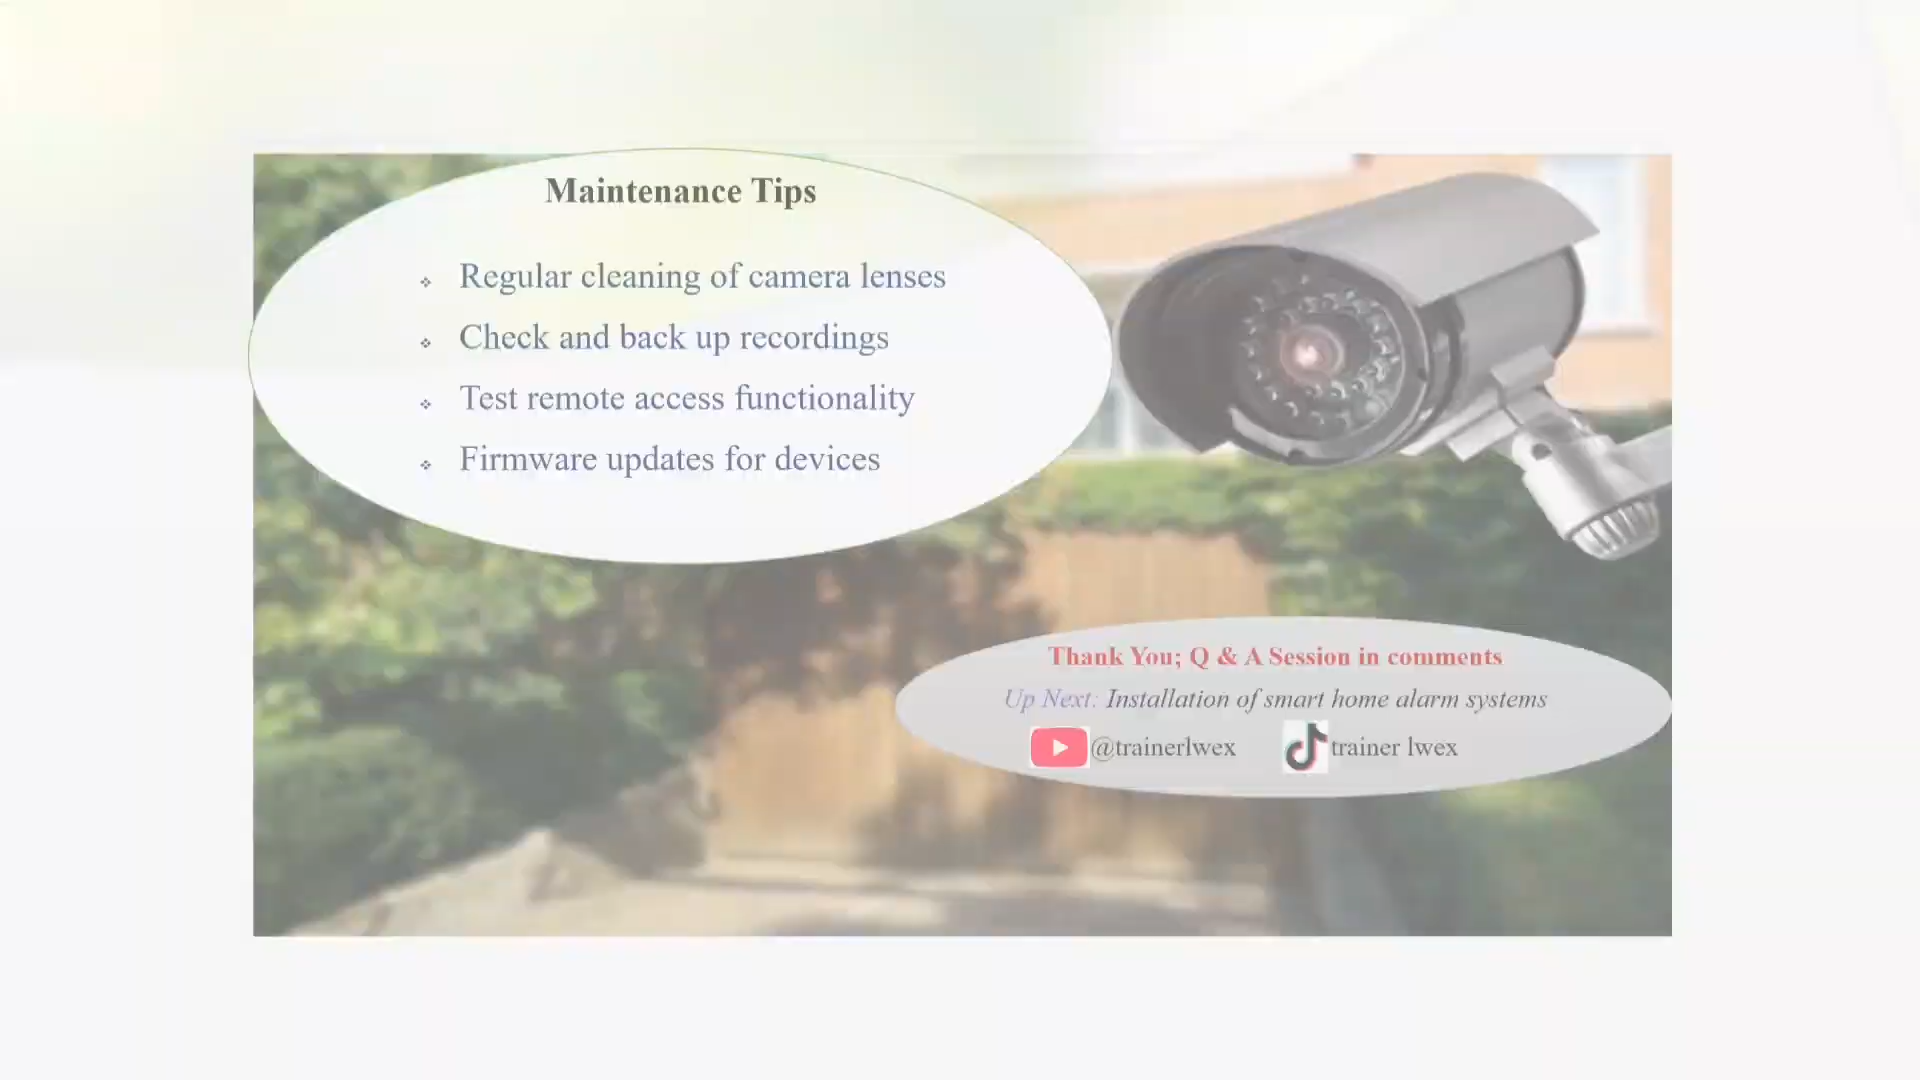 Maintenance Tips
Regular cleaning of camera lenses
Check and back up recordings
Test remote access functionality
Firmware updates for devices
Thank You; Q & A Session in comments
Up Next: Installation of smart home alarm systems
@trainerlwex trainer lwex